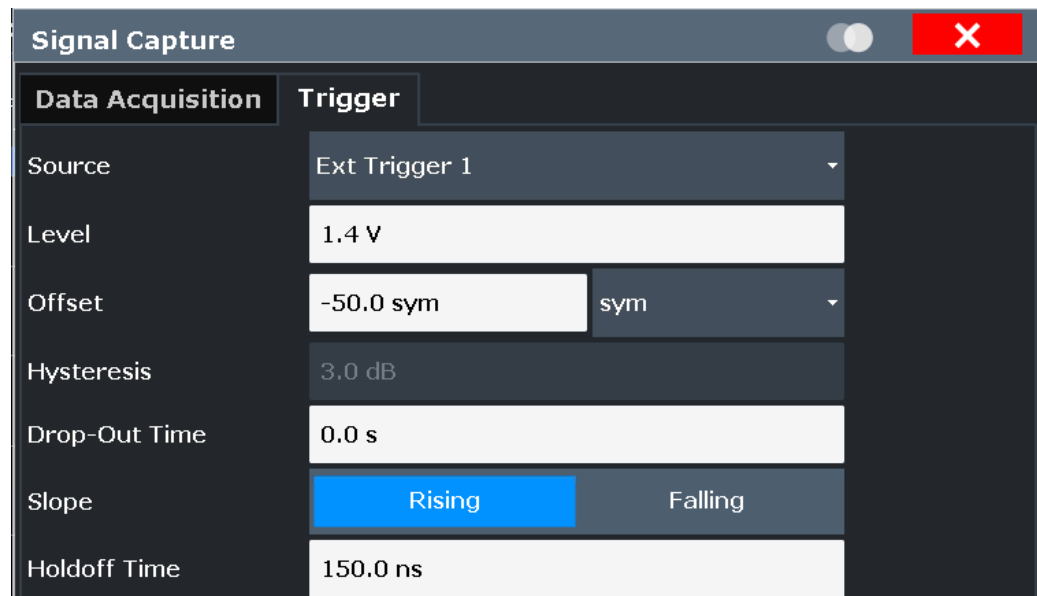 Signal Capture
Data Acquisition Trigger
Source Ext Trigger 1
Level 1.4 V
Offset -50.0 sym sym
Hysteresis 3.0 dB
Drop-Out Time 0.0 s
Slope Rising Falling
Holdoff Time 150.0 ns